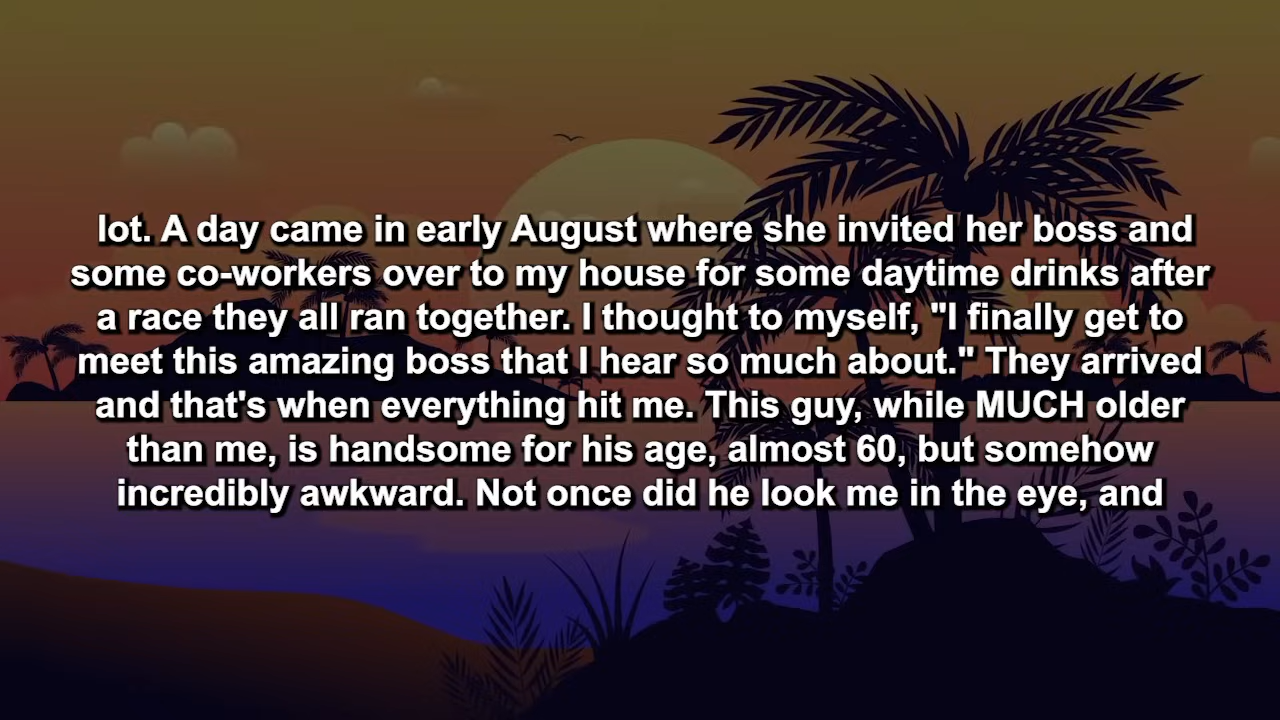 lot. A day came in early August where she invited her boss and
some co-workers over to my house for some daytime drinks after
a race they all ran together. I thought to myself, "I finally get to
meet this amazing boss that I hear so much about." They arrived
and that's when everything hit me. This guy, while MUCH older
than me, is handsome for his age, almost 60, but somehow
incredibly awkward. Not once did he look me in the eye, and